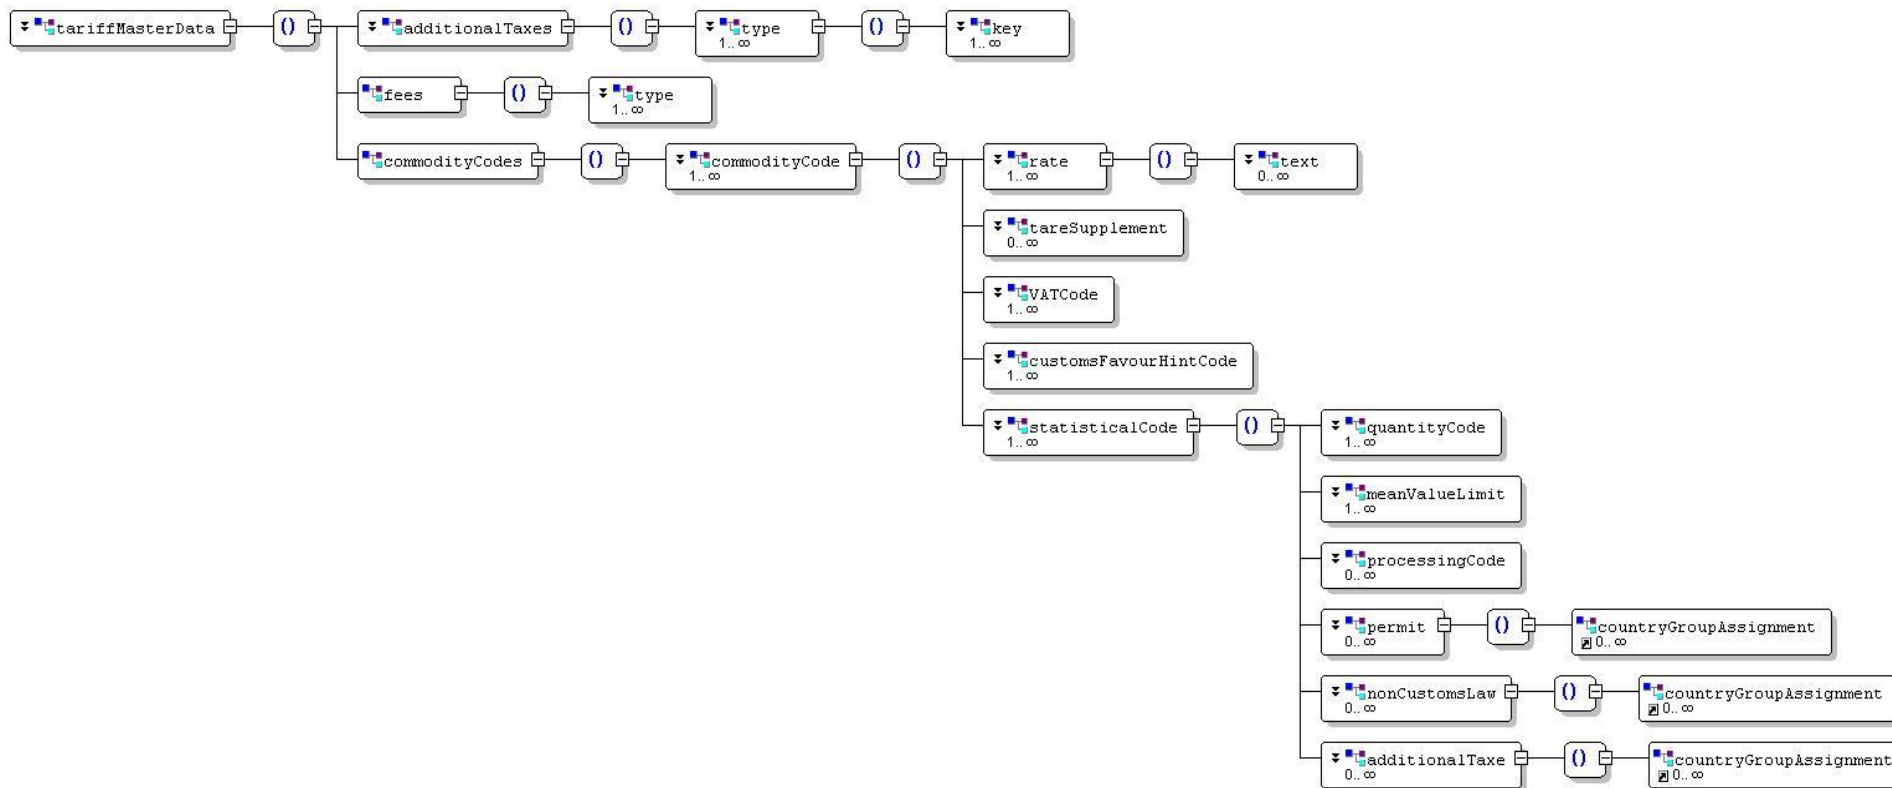 tariffMasterData
()
additionalTaxes
()
type
1..∞
()
key
1..∞
fees
()
type
1..∞
commodityCodes
()
commodityCode
1..∞
()
rate
1..∞
()
text
0..∞
tareSupplement
0..∞
VATCode
1..∞
customsFavourHintCode
1..∞
statisticalCode
1..∞
()
quantityCode
1..∞
meanValueLimit
1..∞
processingCode
0..∞
permit
0..∞
()
countryGroupAssignment
0..∞
nonCustomsLaw
0..∞
()
countryGroupAssignment
0..∞
additionalTaxe
0..∞
()
countryGroupAssignment
0..∞